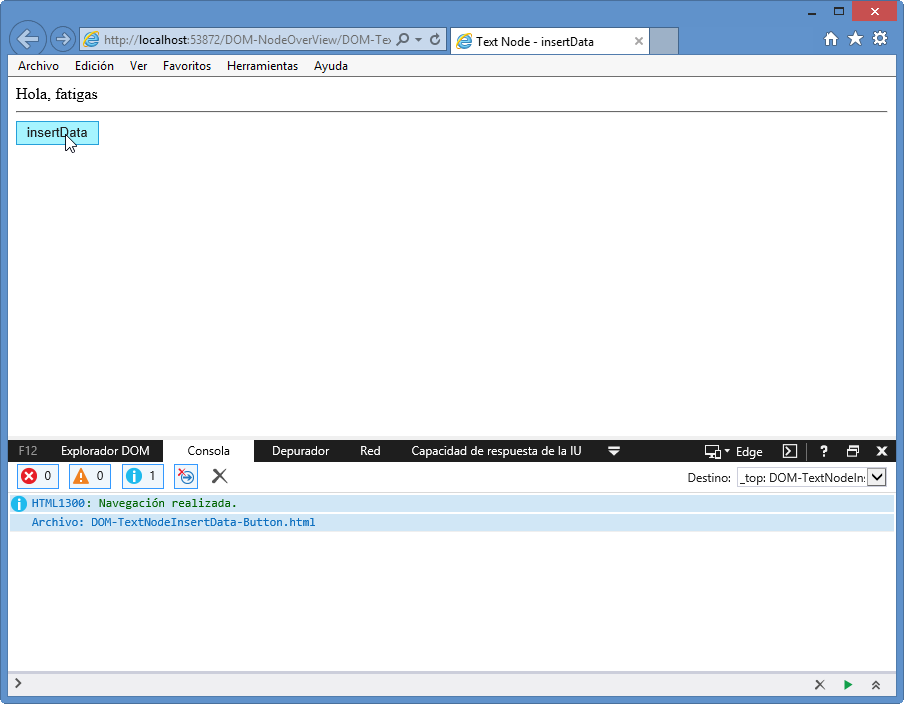 http://localhost:53872/DOM-NodeOverView/DOM-Te
Text Node - insertData
Archivo Edición Ver Favoritos Herramientas Ayuda
Hola, fatigas
insertData
F12 Explorador DOM Consola Depurador Red Capacidad de respuesta de la IU Edge ?
0 0 1 Destino: _top: DOM-TextNodeIn
HTML1300: Navegación realizada.
Archivo: DOM-TextNodeInsertData-Button.html